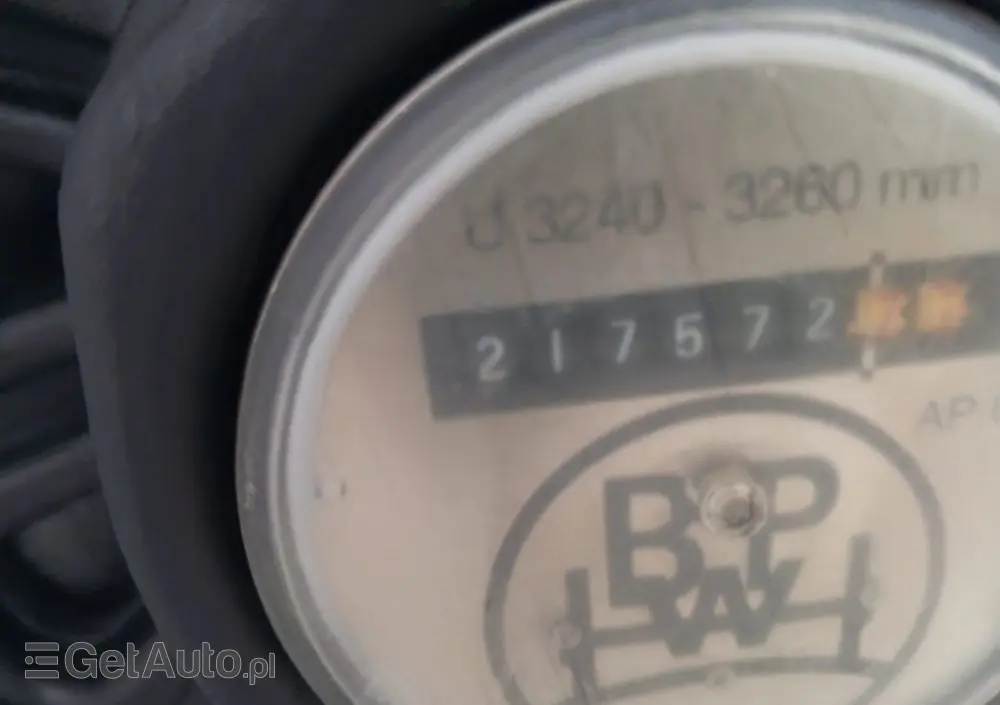 U 3240 - 3260 mm
217572
AP
BPW
GetAuto.pl